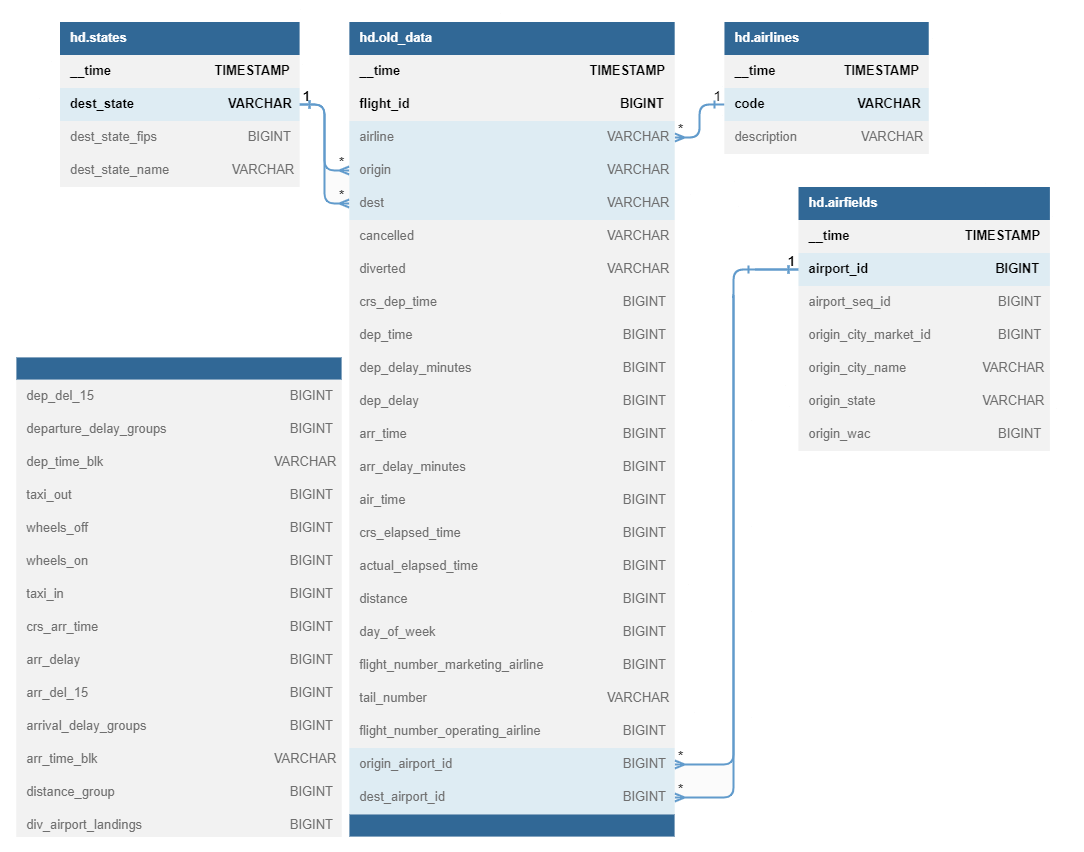 hd.states
__time TIMESTAMP
dest_state VARCHAR
dest_state_fips BIGINT
dest_state_name VARCHAR
1
*
*
hd.old_data
__time TIMESTAMP
flight_id BIGINT
airline VARCHAR
origin VARCHAR
dest VARCHAR
cancelled VARCHAR
diverted VARCHAR
crs_dep_time BIGINT
dep_time BIGINT
dep_delay_minutes BIGINT
dep_delay BIGINT
arr_time BIGINT
arr_delay_minutes BIGINT
air_time BIGINT
crs_elapsed_time BIGINT
actual_elapsed_time BIGINT
distance BIGINT
day_of_week BIGINT
flight_number_marketing_airline BIGINT
tail_number VARCHAR
flight_number_operating_airline BIGINT
origin_airport_id BIGINT
dest_airport_id BIGINT
*
1
hd.airlines
__time TIMESTAMP
code VARCHAR
description VARCHAR
hd.airfields
__time TIMESTAMP
airport_id BIGINT
airport_seq_id BIGINT
origin_city_market_id BIGINT
origin_city_name VARCHAR
origin_state VARCHAR
origin_wac BIGINT
1
*
*
dep_del_15 BIGINT
departure_delay_groups BIGINT
dep_time_blk VARCHAR
taxi_out BIGINT
wheels_off BIGINT
wheels_on BIGINT
taxi_in BIGINT
crs_arr_time BIGINT
arr_delay BIGINT
arr_del_15 BIGINT
arrival_delay_groups BIGINT
arr_time_blk VARCHAR
distance_group BIGINT
div_airport_landings BIGINT